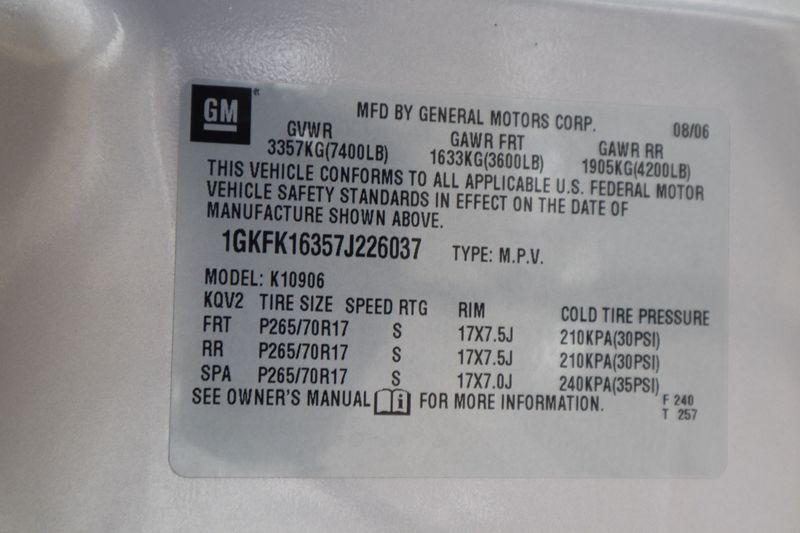 GM
MFD BY GENERAL MOTORS CORP. 08/06
GVWR GAWR FRT GAWR RR
3357KG(7400LB) 1633KG(3600LB) 1905KG(4200LB)
THIS VEHICLE CONFORMS TO ALL APPLICABLE U.S. FEDERAL MOTOR
VEHICLE SAFETY STANDARDS IN EFFECT ON THE DATE OF
MANUFACTURE SHOWN ABOVE.
1GKFK16357J226037 TYPE: M.P.V.
MODEL: K10906
KQV2 TIRE SIZE SPEED RTG RIM COLD TIRE PRESSURE
FRT P265/70R17 S 17X7.5J 210KPA(30PSI)
RR P265/70R17 S 17X7.5J 210KPA(30PSI)
SPA P265/70R17 S 17X7.0J 240KPA(35PSI)
SEE OWNER'S MANUAL i FOR MORE INFORMATION. F 240
T 257